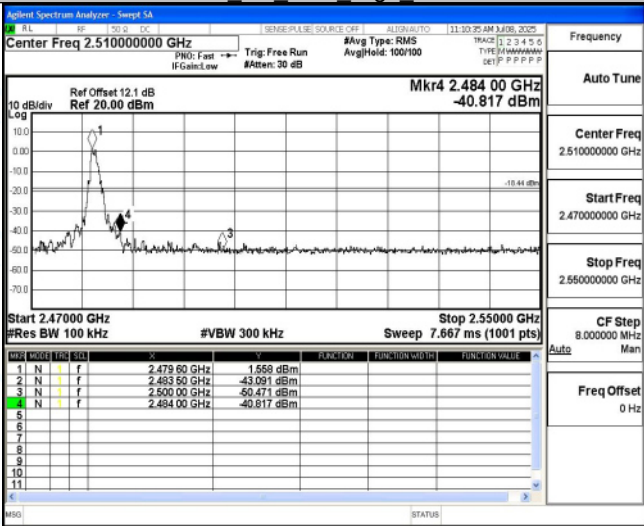 Agilent Spectrum Analyzer - Swept SA
RL RF 50 Ω DC SENSE:PULSE SOURCE OFF ALIGNAUTO 11:10:35 AM Jul 08, 2025
Center Freq 2.510000000 GHz
PNO: Fast
IFGain:Low
Trig: Free Run
#Atten: 30 dB
#Avg Type: RMS
Avg|Hold: 100/100
TRACE 1 2 3 4 5 6
TYPE MWWWWW
DET P P P P P P
Ref Offset 12.1 dB
Ref 20.00 dBm
10 dB/div
Log
Mkr4 2.484 00 GHz
-40.817 dBm
10.0
0.00
-10.0
-20.0
-30.0
-40.0
-50.0
-60.0
-70.0
1
4
3
-18.44 dBm
Start 2.47000 GHz Stop 2.55000 GHz
#Res BW 100 kHz #VBW 300 kHz Sweep 7.667 ms (1001 pts)
MKR MODE TRC SCL X Y FUNCTION FUNCTION WIDTH FUNCTION VALUE
1 N 1 f 2.479 60 GHz 1.558 dBm
2 N 1 f 2.483 50 GHz -43.091 dBm
3 N 1 f 2.500 00 GHz -50.471 dBm
4 N 1 f 2.484 00 GHz -40.817 dBm
5
6
7
8
9
10
11
MSG STATUS
Frequency
Auto Tune
Center Freq
2.510000000 GHz
Start Freq
2.470000000 GHz
Stop Freq
2.550000000 GHz
CF Step
8.000000 MHz
Auto Man
Freq Offset
0 Hz